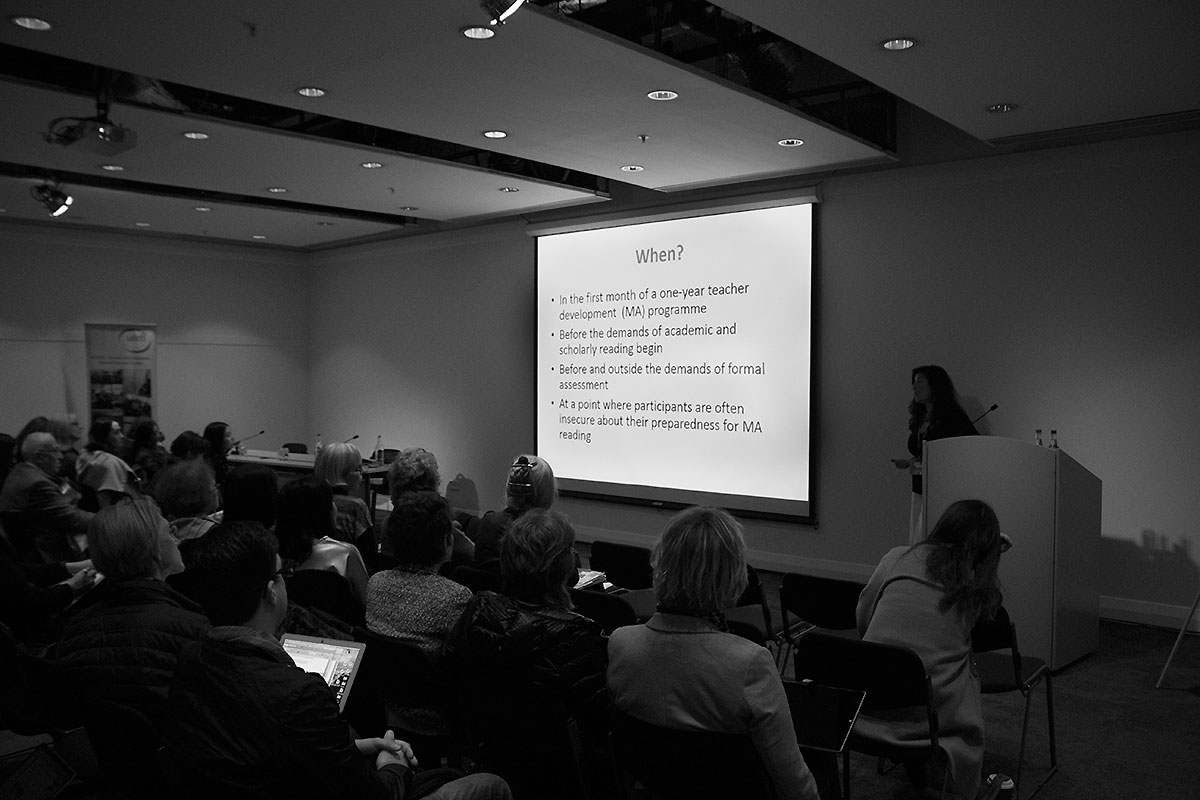 When?
• In the first month of a one-year teacher
development (MA) programme
• Before the demands of academic and
scholarly reading begin
• Before and outside the demands of formal
assessment
• At a point where participants are often
insecure about their preparedness for MA
reading